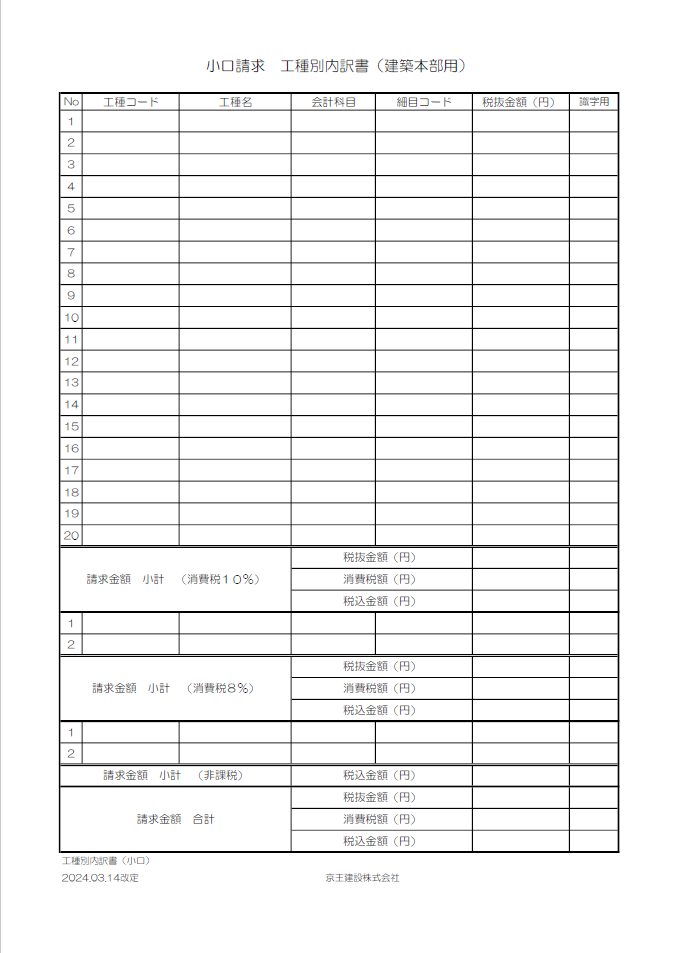 小口請求　工種別内訳書（建築本部用）
No 工種コード 工種名 会計科目 細目コード 税抜金額（円） 識字用
1
2
3
4
5
6
7
8
9
10
11
12
13
14
15
16
17
18
19
20
請求金額　小計　（消費税１０％）
税抜金額（円）
消費税額（円）
税込金額（円）
1
2
請求金額　小計　（消費税８％）
税抜金額（円）
消費税額（円）
税込金額（円）
1
2
請求金額　小計　（非課税） 税込金額（円）
請求金額　合計
税抜金額（円）
消費税額（円）
税込金額（円）
工種別内訳書（小口）
2024.03.14改定 京王建設株式会社